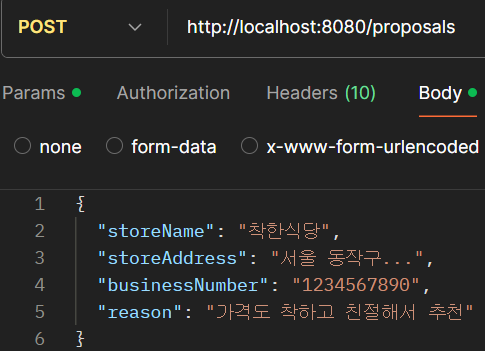 POST http://localhost:8080/proposals
Params Authorization Headers (10) Body
none form-data x-www-form-urlencoded
1 {
2 "storeName": "착한식당",
3 "storeAddress": "서울 동작구...",
4 "businessNumber": "1234567890",
5 "reason": "가격도 착하고 친절해서 추천"
6 }